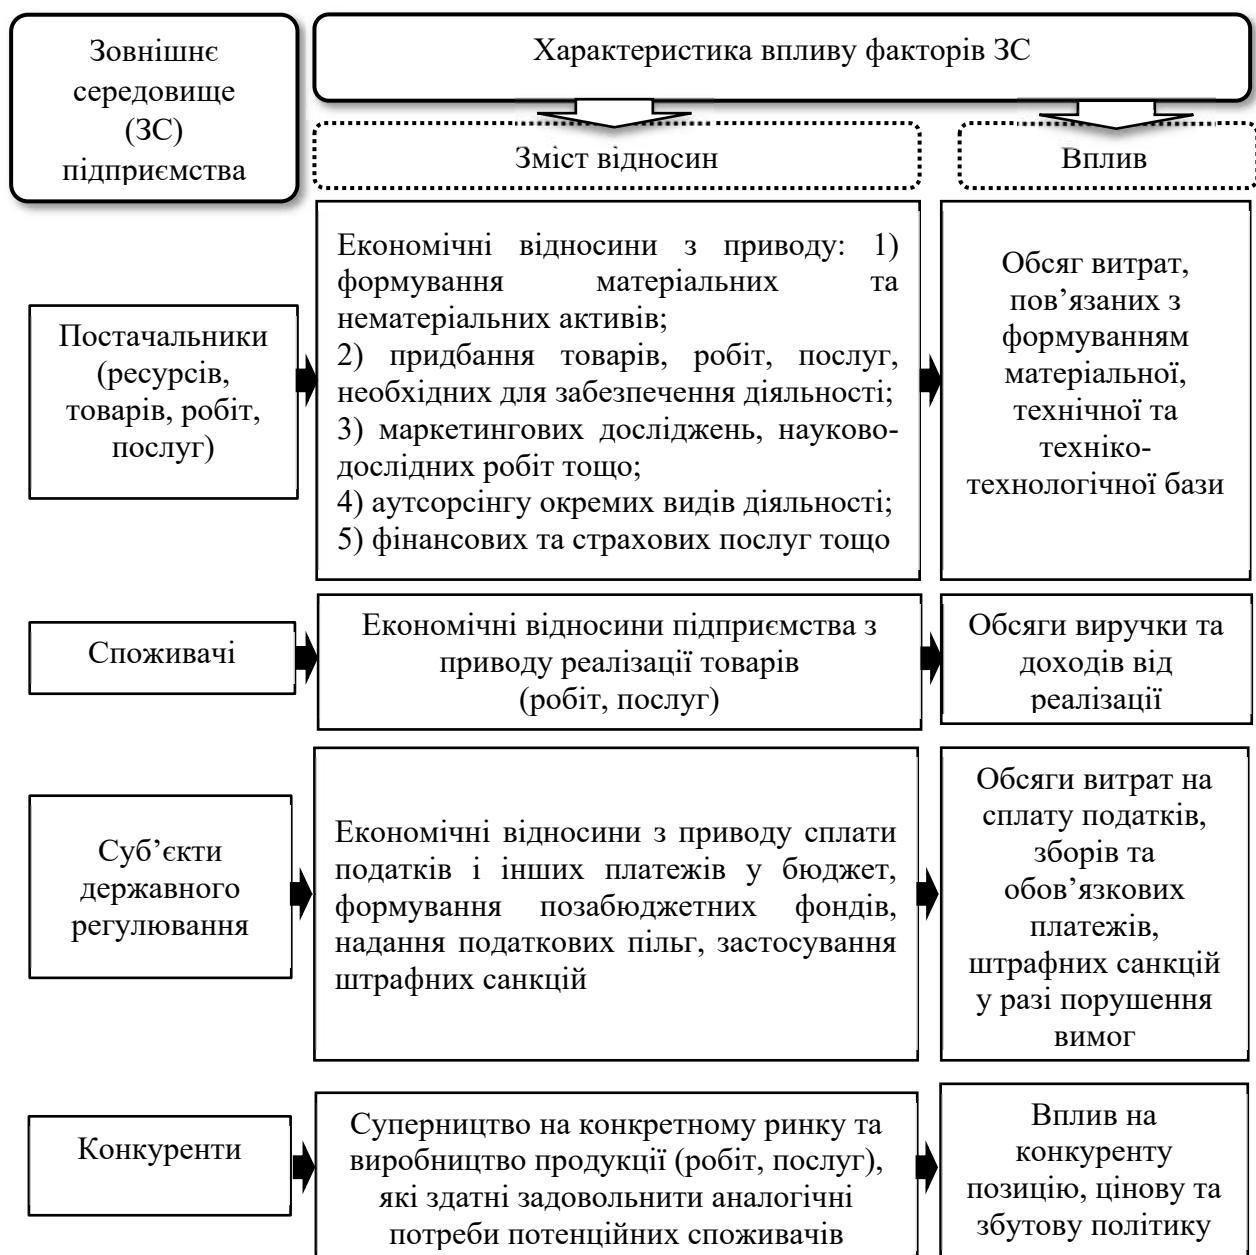 Зовнішнє
середовище
(ЗС)
підприємства
Характеристика впливу факторів ЗС
Зміст відносин
Вплив
Постачальники
(ресурсів,
товарів, робіт,
послуг)
Економічні відносини з приводу: 1)
формування матеріальних та
нематеріальних активів;
2) придбання товарів, робіт, послуг,
необхідних для забезпечення діяльності;
3) маркетингових досліджень, науково-
дослідних робіт тощо;
4) аутсорсінгу окремих видів діяльності;
5) фінансових та страхових послуг тощо
Обсяг витрат,
пов’язаних з
формуванням
матеріальної,
технічної та
техніко-
технологічної бази
Споживачі
Економічні відносини підприємства з
приводу реалізації товарів
(робіт, послуг)
Обсяги виручки та
доходів від
реалізації
Суб’єкти
державного
регулювання
Економічні відносини з приводу сплати
податків і інших платежів у бюджет,
формування позабюджетних фондів,
надання податкових пільг, застосування
штрафних санкцій
Обсяги витрат на
сплату податків,
зборів та
обов’язкових
платежів,
штрафних санкцій
у разі порушення
вимог
Конкуренти
Суперництво на конкретному ринку та
виробництво продукції (робіт, послуг),
які здатні задовольнити аналогічні
потреби потенційних споживачів
Вплив на
конкуренту
позицію, цінову та
збутову політику